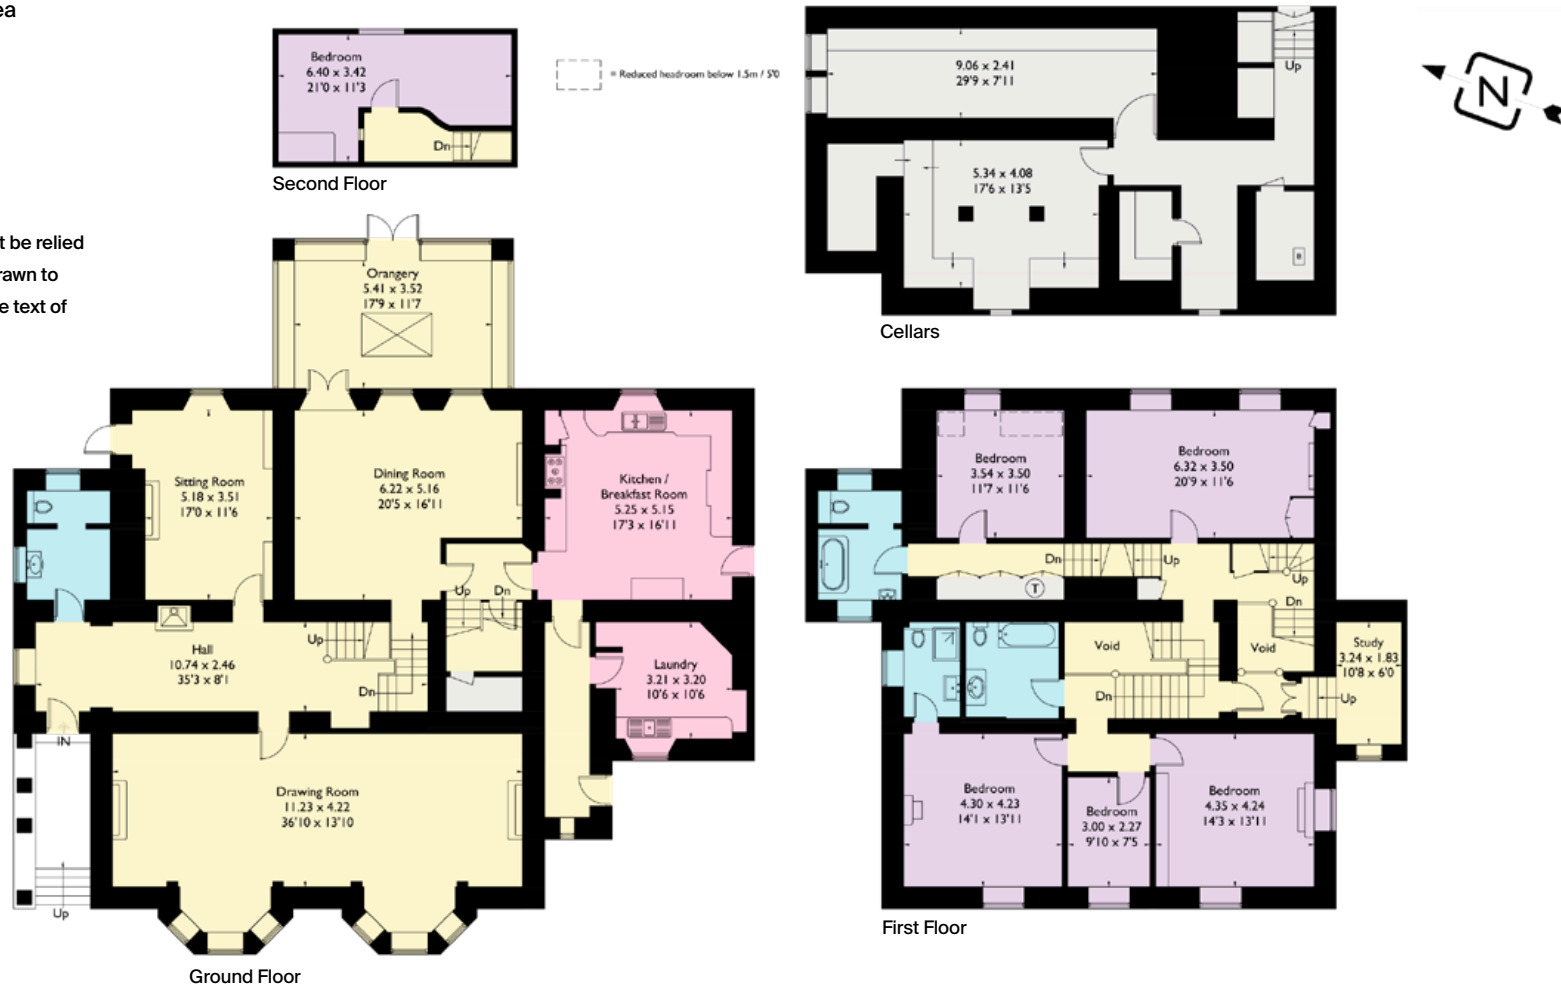 ea
t be relied
rawn to
e text of
Bedroom
6.40 x 3.42
21'0 x 11'3
Dn
Second Floor
= Reduced headroom below 1.5m / 5'0
9.06 x 2.41
29'9 x 7'11
Up
5.34 x 4.08
17'6 x 13'5
Cellars
N
Orangery
5.41 x 3.52
17'9 x 11'7
Sitting Room
5.18 x 3.51
17'0 x 11'6
Dining Room
6.22 x 5.16
20'5 x 16'11
Kitchen /
Breakfast Room
5.25 x 5.15
17'3 x 16'11
Up
Dn
Hall
10.74 x 2.46
35'3 x 8'1
Up
Dn
Laundry
3.21 x 3.20
10'6 x 10'6
IN
Drawing Room
11.23 x 4.22
36'10 x 13'10
Up
Ground Floor
Bedroom
3.54 x 3.50
11'7 x 11'6
Bedroom
6.32 x 3.50
20'9 x 11'6
Dn
Up
Up
T
Dn
Void
Void
Study
3.24 x 1.83
10'8 x 6'0
Dn
Up
Bedroom
4.30 x 4.23
14'1 x 13'11
Bedroom
3.00 x 2.27
9'10 x 7'5
Bedroom
4.35 x 4.24
14'3 x 13'11
First Floor